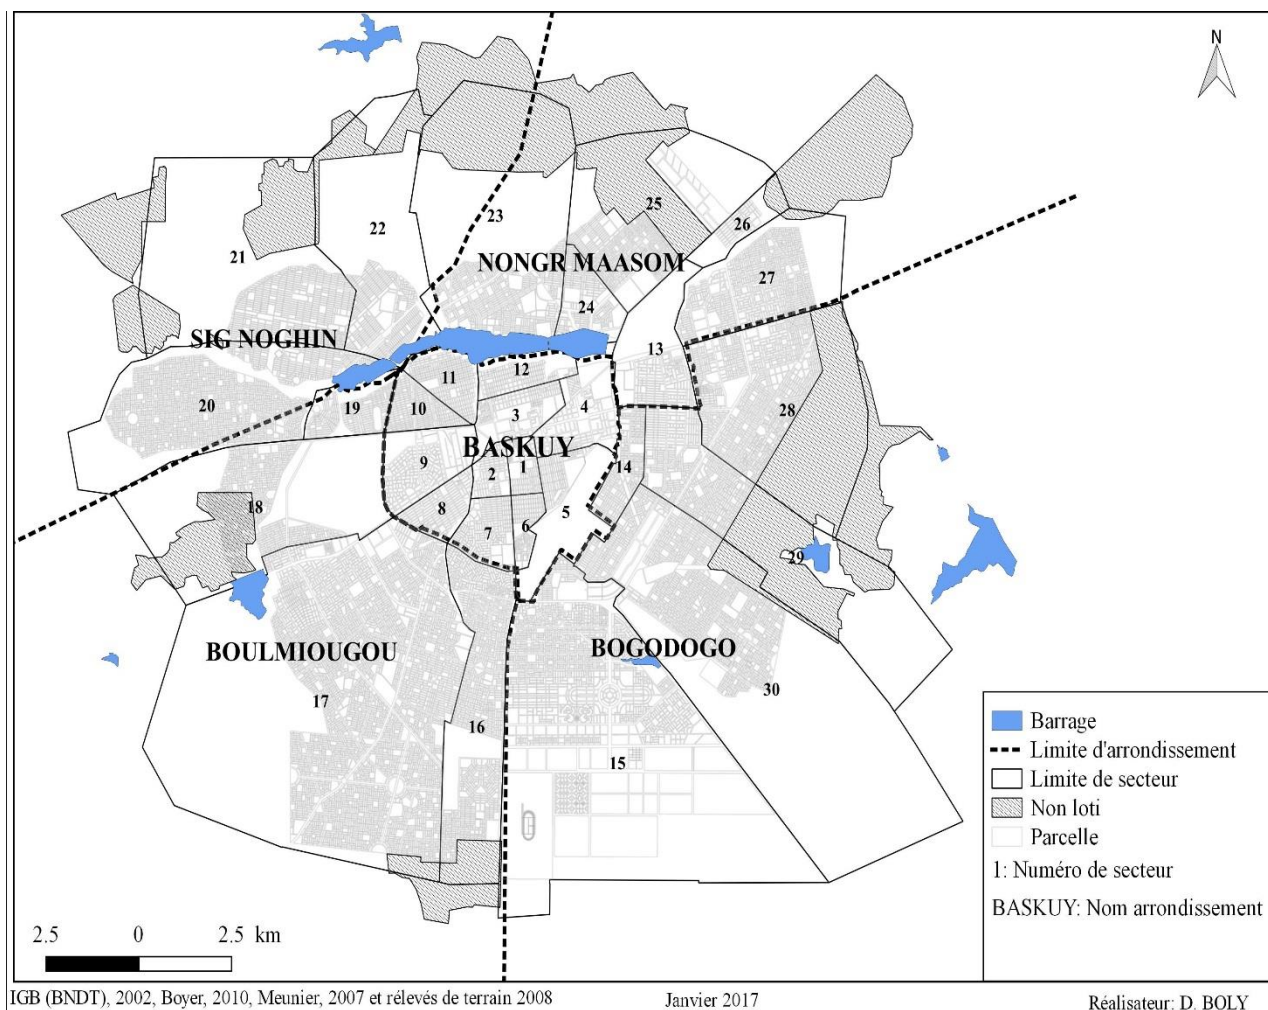 N
25
26
22
23
21
27
NONGR MAASOM
24
SIG NOGHIN
13
11
12
20
19
10
3
4
28
BASKUY
9
2
1
14
18
8
7
6
5
29
BOULMIOUGOU
BOGODOGO
17
16
30
15
Barrage
Limite d'arrondissement
Limite de secteur
Non loti
Parcelle
1: Numéro de secteur
BASKUY: Nom arrondissement
2.5 0 2.5 km
IGB (BNDT), 2002, Boyer, 2010, Meunier, 2007 et rélevés de terrain 2008
Janvier 2017
Réalisateur: D. BOLY